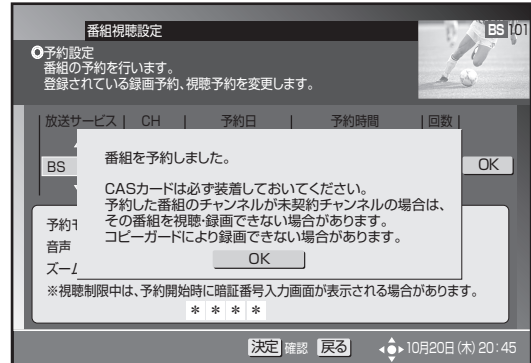 番組視聴設定
BS 101
予約設定
番組の予約を行います。
登録されている録画予約、視聴予約を変更します。
放送サービス | CH | 予約日 | 予約時間 | 回数 |
BS
OK
番組を予約しました。
CASカードは必ず装着しておいてください。
予約した番組のチャンネルが未契約チャンネルの場合は、
その番組を視聴・録画できない場合があります。
コピーガードにより録画できない場合があります。
OK
予約
音声
ズーム
※視聴制限中は、予約開始時に暗証番号入力画面が表示される場合があります。
* * * *
決定 確認 戻る 10月20日(木)20:45